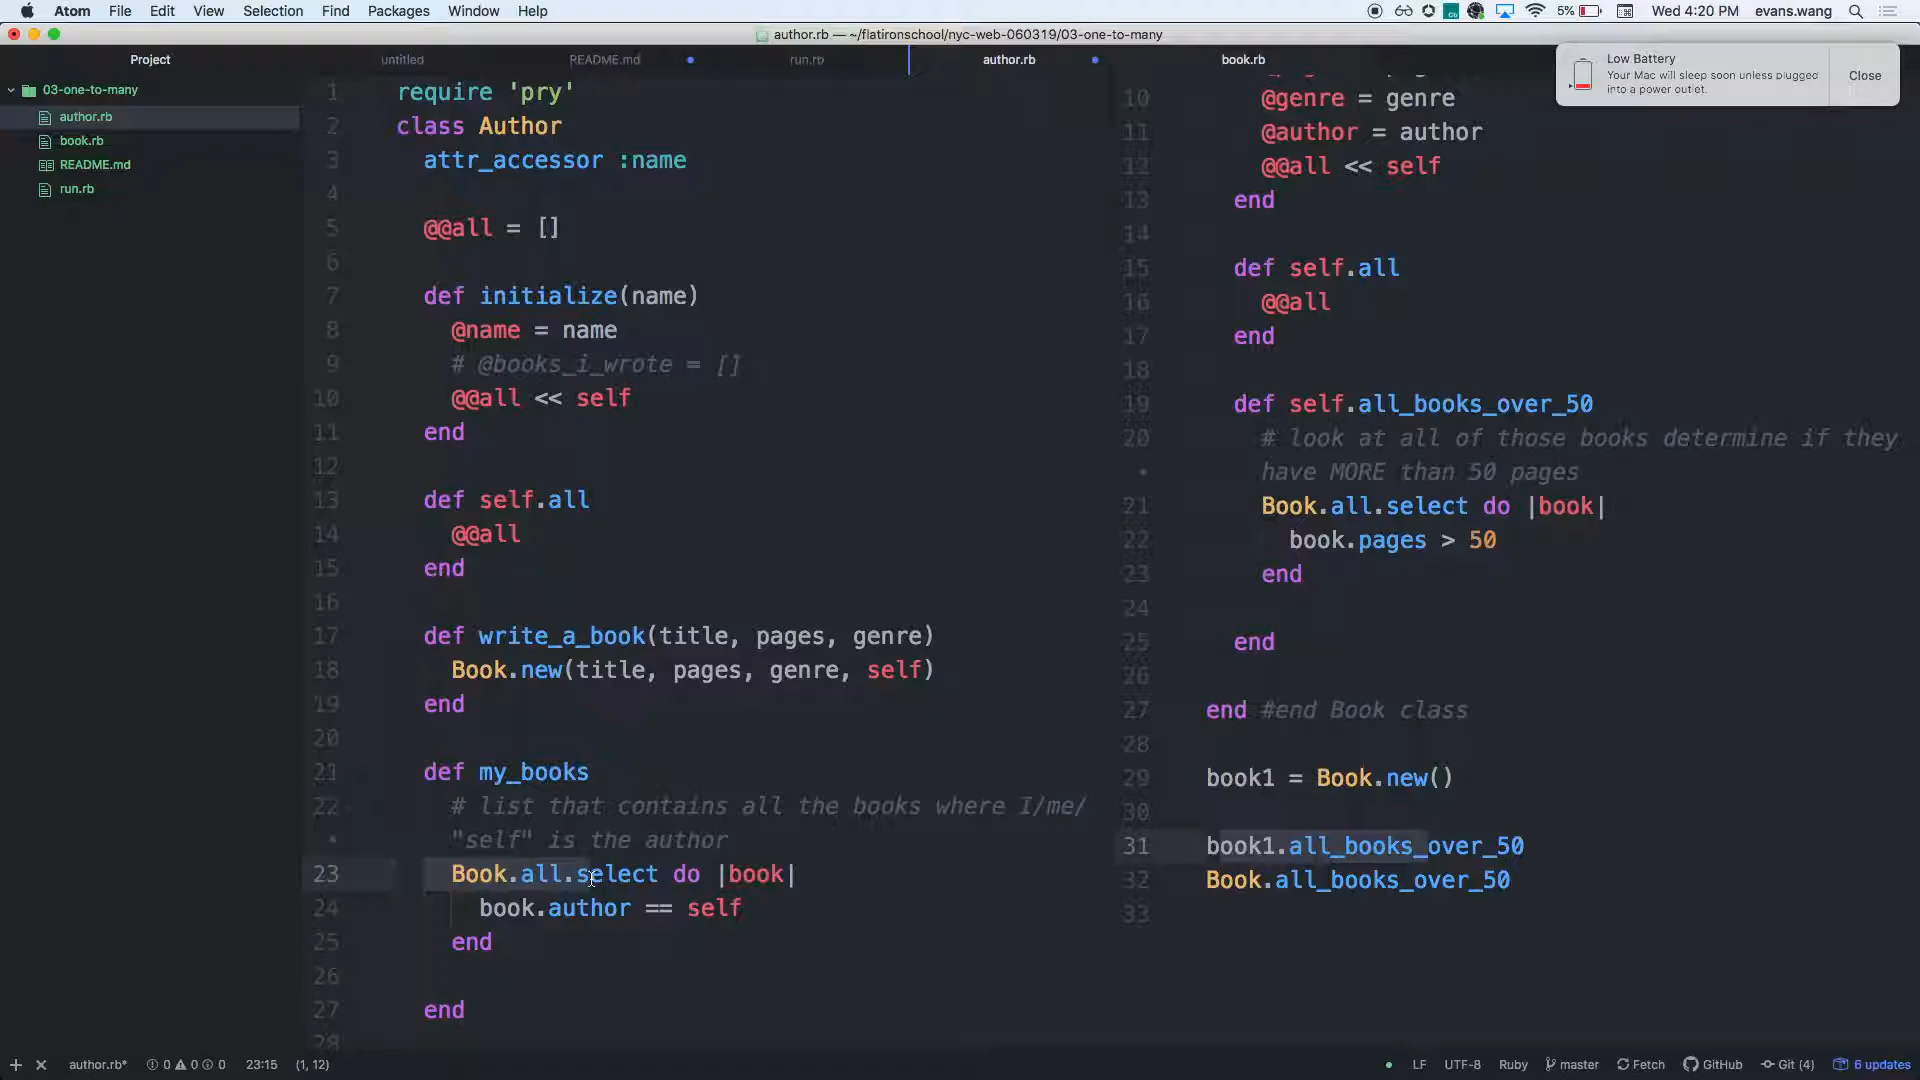 Atom File Edit View Selection Find Packages Window Help
5% Wed 4:20 PM evans.wang
author.rb — ~/flatironschool/nyc-web-060319/03-one-to-many
Low Battery
Your Mac will sleep soon unless plugged
into a power outlet.
Close
Project
03-one-to-many
author.rb
book.rb
README.md
run.rb
untitled README.md run.rb author.rb
1 require 'pry'
2 class Author
3 attr_accessor :name
4
5 @@all = []
6
7 def initialize(name)
8 @name = name
9 # @books_i_wrote = []
10 @@all << self
11 end
12
13 def self.all
14 @@all
15 end
16
17 def write_a_book(title, pages, genre)
18 Book.new(title, pages, genre, self)
19 end
20
21 def my_books
22 # list that contains all the books where I/me/
• "self" is the author
23 Book.all.select do |book|
24 book.author == self
25 end
26
27 end
28
book.rb
10 @genre = genre
11 @author = author
12 @@all << self
13 end
14
15 def self.all
16 @@all
17 end
18
19 def self.all_books_over_50
20 # look at all of those books determine if they
• have MORE than 50 pages
21 Book.all.select do |book|
22 book.pages > 50
23 end
24
25 end
26
27 end #end Book class
28
29 book1 = Book.new()
30
31 book1.all_books_over_50
32 Book.all_books_over_50
33
author.rb* 0 0 0 23:15 (1, 12)
LF UTF-8 Ruby master Fetch GitHub Git (4) 6 updates